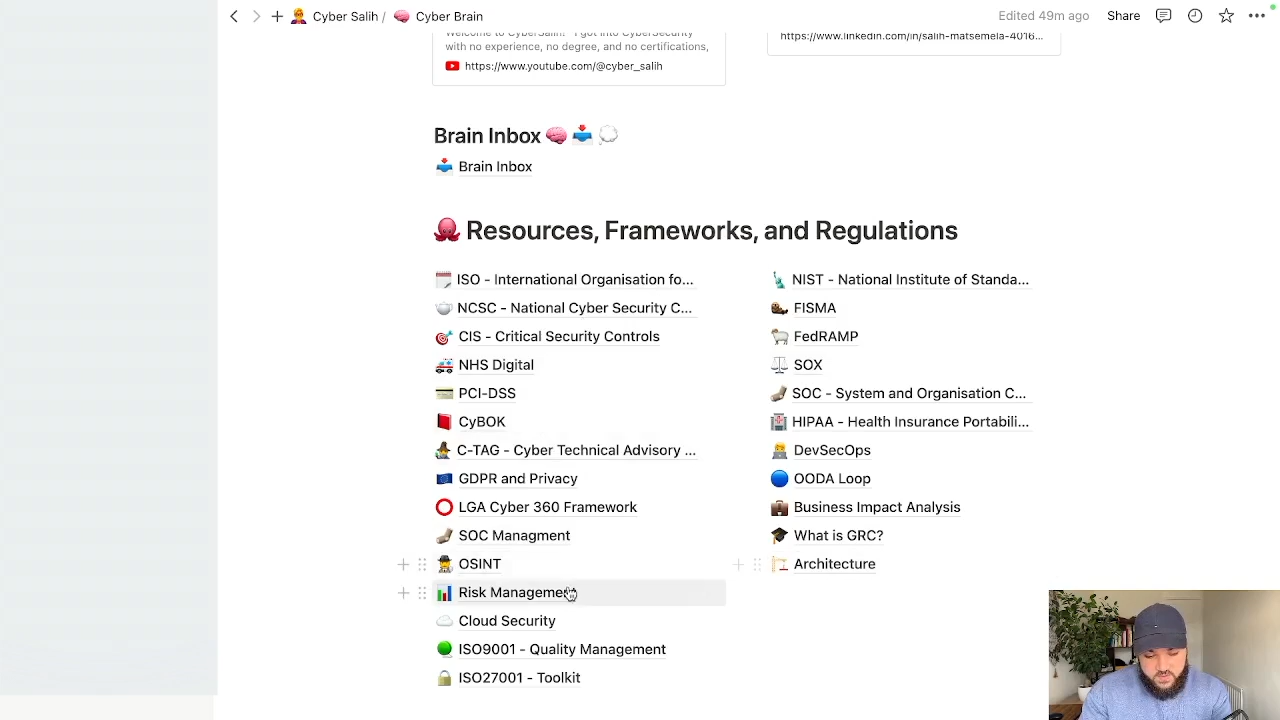 Cyber Salih / Cyber Brain
Edited 49m ago Share
Welcome to CyberSalih! I got into CyberSecurity
with no experience, no degree, and no certifications,
https://www.youtube.com/@cyber_salih
https://www.linkedin.com/in/salih-matsemela-4016...
Brain Inbox
Brain Inbox
Resources, Frameworks, and Regulations
ISO - International Organisation fo...
NCSC - National Cyber Security C...
CIS - Critical Security Controls
NHS Digital
PCI-DSS
CyBOK
C-TAG - Cyber Technical Advisory ...
GDPR and Privacy
LGA Cyber 360 Framework
SOC Managment
OSINT
Risk Management
Cloud Security
ISO9001 - Quality Management
ISO27001 - Toolkit
NIST - National Institute of Standa...
FISMA
FedRAMP
SOX
SOC - System and Organisation C...
HIPAA - Health Insurance Portabili...
DevSecOps
OODA Loop
Business Impact Analysis
What is GRC?
Architecture